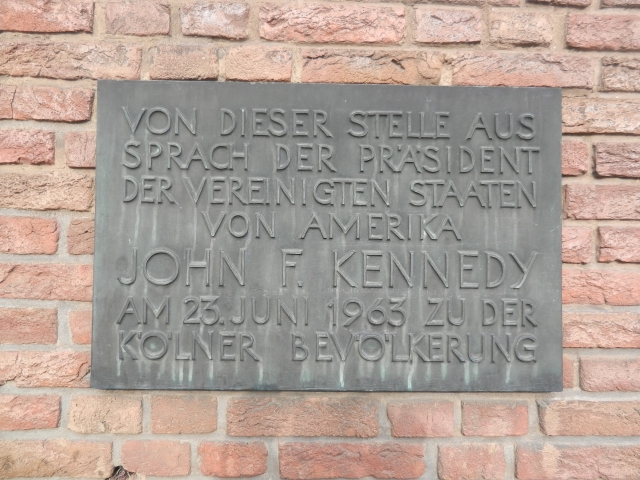 VON DIESER STELLE AUS
SPRACH DER PRÄSIDENT
DER VEREINIGTEN STAATEN
VON AMERIKA
JOHN F. KENNEDY
AM 23. JUNI 1963 ZU DER
KÖLNER BEVÖLKERUNG